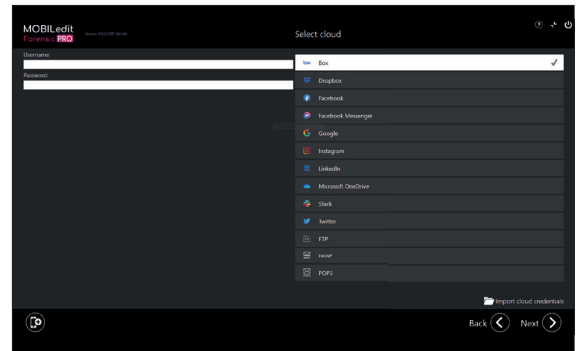 MOBILedit
Forensic PRO
Select cloud
Username:
Password:
box Box
Dropbox
Facebook
Facebook Messenger
Google
Instagram
LinkedIn
Microsoft OneDrive
Slack
Twitter
FTP
POP3
Import cloud credentials
Back
Next